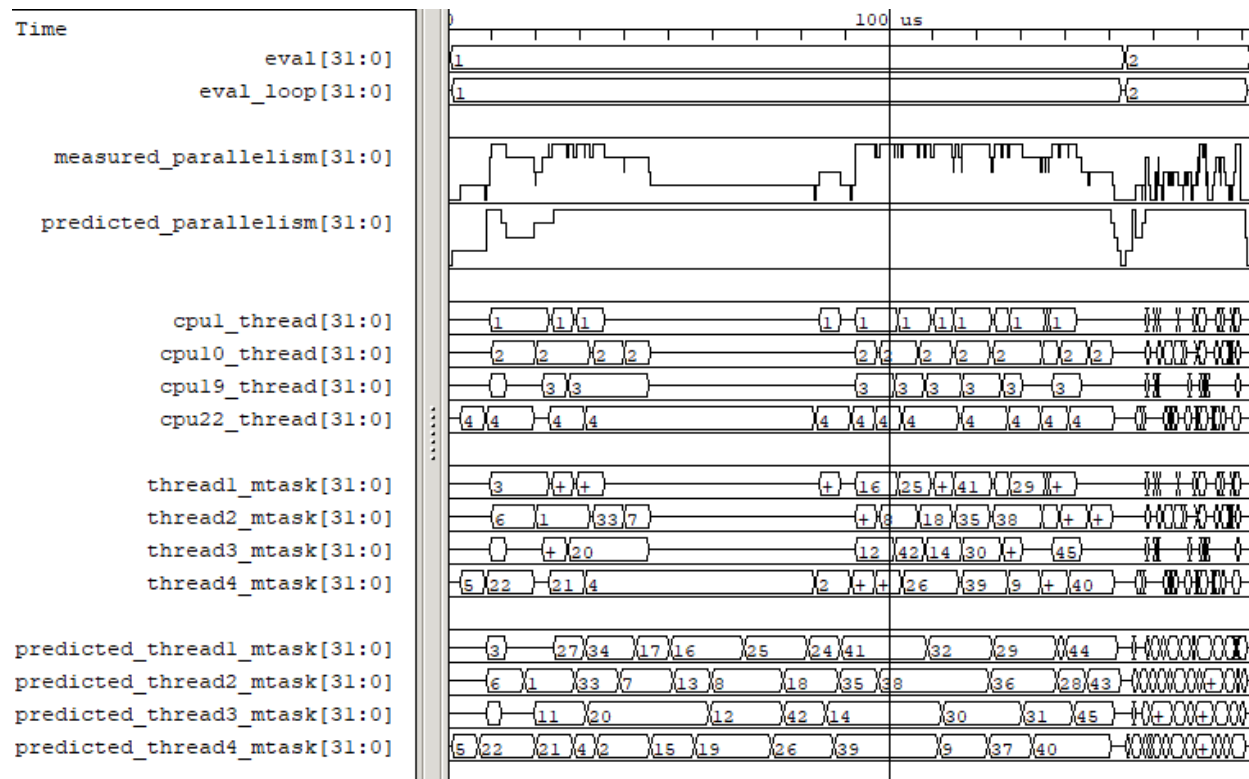 0 100 us
Time
eval[31:0] 1 2
eval_loop[31:0] 1 2
measured_parallelism[31:0]
predicted_parallelism[31:0]
cpu1_thread[31:0] 1 1 1 1 1 1 1 1 1 1
cpu10_thread[31:0] 2 2 2 2 2 2 2 2 2 2 2
cpu19_thread[31:0] 3 3 3 3 3 3 3 3
cpu22_thread[31:0] 4 4 4 4 4 4 4 4 4 4 4 4
thread1_mtask[31:0] 3 + + + 16 25 + 41 29 +
thread2_mtask[31:0] 6 1 33 7 + 8 18 35 38 + +
thread3_mtask[31:0] + 20 12 42 14 30 + 45
thread4_mtask[31:0] 5 22 21 4 2 + + 26 39 9 + 40
predicted_thread1_mtask[31:0] 3 27 34 17 16 25 24 41 32 29 44
predicted_thread2_mtask[31:0] 6 1 33 7 13 8 18 35 38 36 28 43 +
predicted_thread3_mtask[31:0] 11 20 12 42 14 30 31 45 + +
predicted_thread4_mtask[31:0] 5 22 21 4 2 15 19 26 39 9 37 40 +